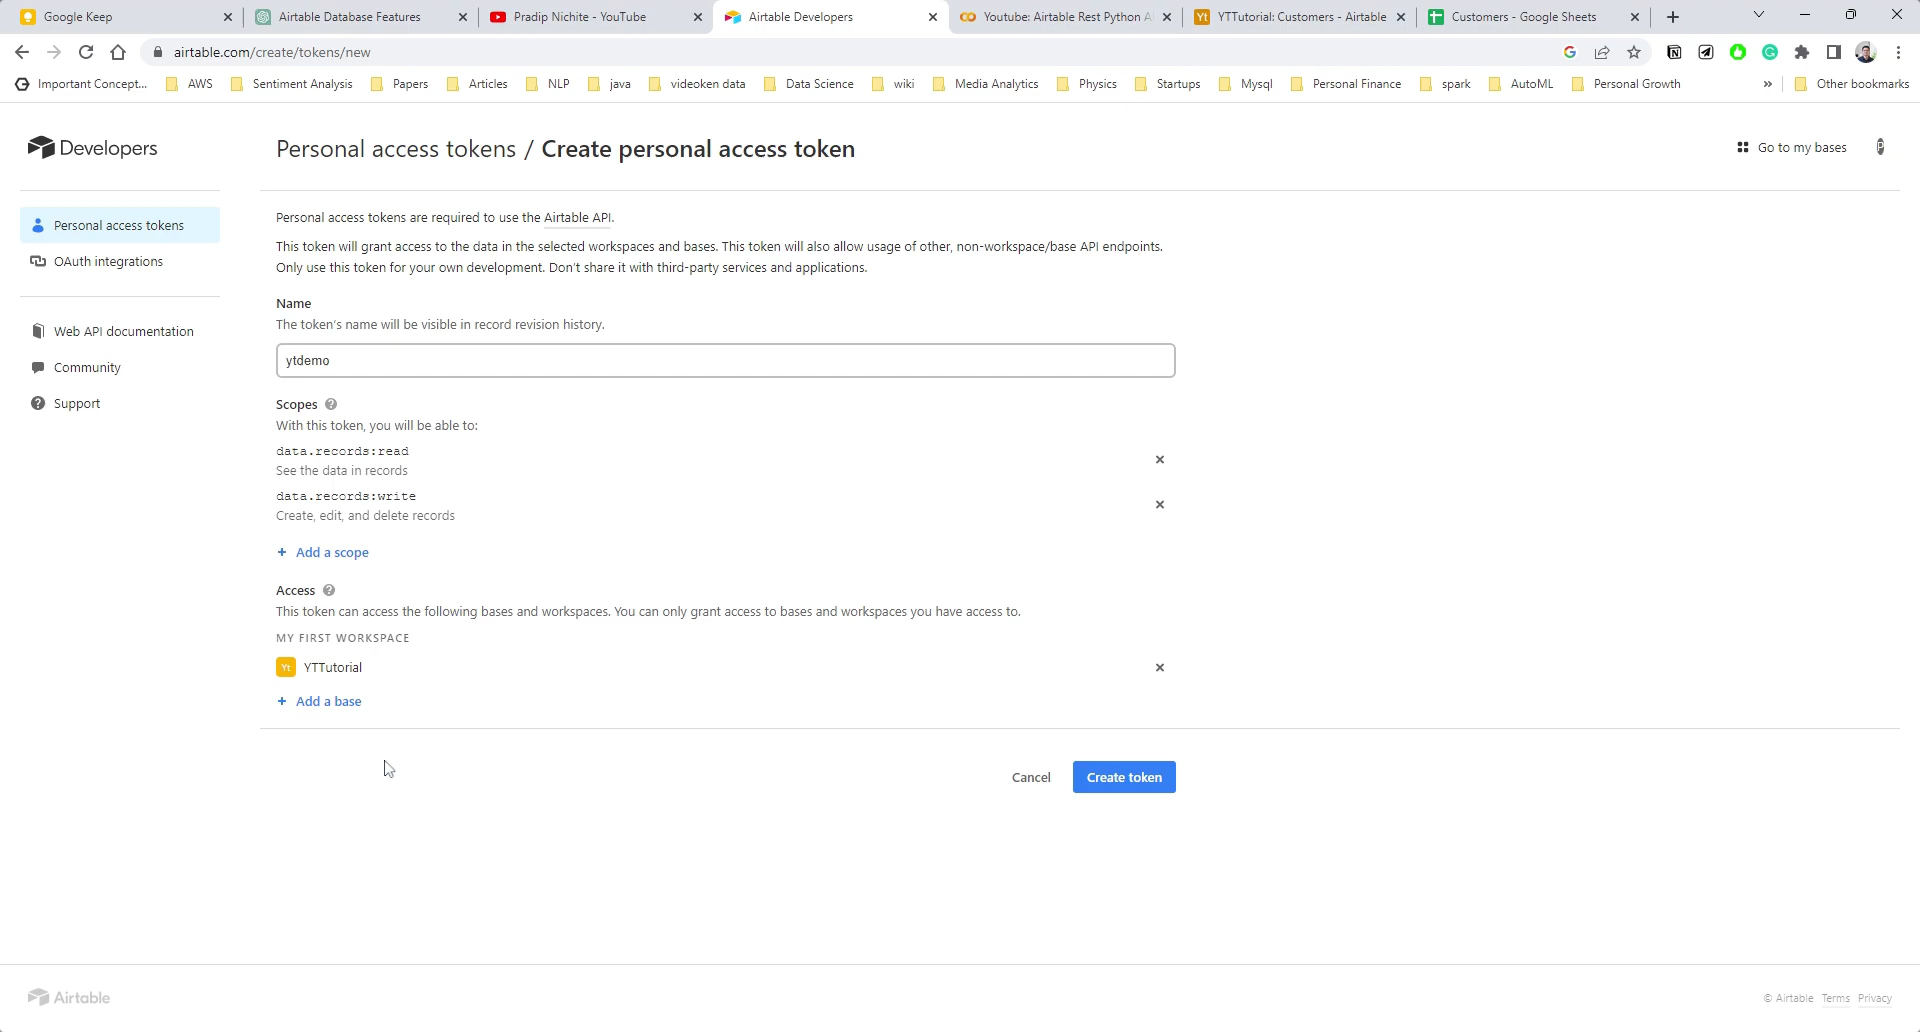 Google Keep
Airtable Database Features
Pradip Nichite - YouTube
Airtable Developers
Youtube: Airtable Rest Python A
Yt YTTutorial: Customers - Airtable
Customers - Google Sheets
airtable.com/create/tokens/new
Important Concept...
AWS
Sentiment Analysis
Papers
Articles
NLP
java
videoken data
Data Science
wiki
Media Analytics
Physics
Startups
Mysql
Personal Finance
spark
AutoML
Personal Growth
»
Other bookmarks
Developers
Personal access tokens / Create personal access token
Go to my bases
Personal access tokens
OAuth integrations
Web API documentation
Community
Support
Personal access tokens are required to use the Airtable API.
This token will grant access to the data in the selected workspaces and bases. This token will also allow usage of other, non-workspace/base API endpoints.
Only use this token for your own development. Don't share it with third-party services and applications.
Name
The token's name will be visible in record revision history.
ytdemo
Scopes ?
With this token, you will be able to:
data.records:read
See the data in records
data.records:write
Create, edit, and delete records
+ Add a scope
Access ?
This token can access the following bases and workspaces. You can only grant access to bases and workspaces you have access to.
MY FIRST WORKSPACE
Yt YTTutorial
+ Add a base
Cancel
Create token
Airtable
© Airtable Terms Privacy